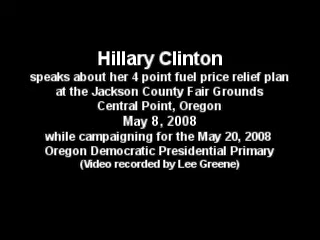 Hillary Clinton
speaks about her 4 point fuel price relief plan
at the Jackson County Fair Grounds
Central Point, Oregon
May 8, 2008
while campaigning for the May 20, 2008
Oregon Democratic Presidential Primary
(Video recorded by Lee Greene)